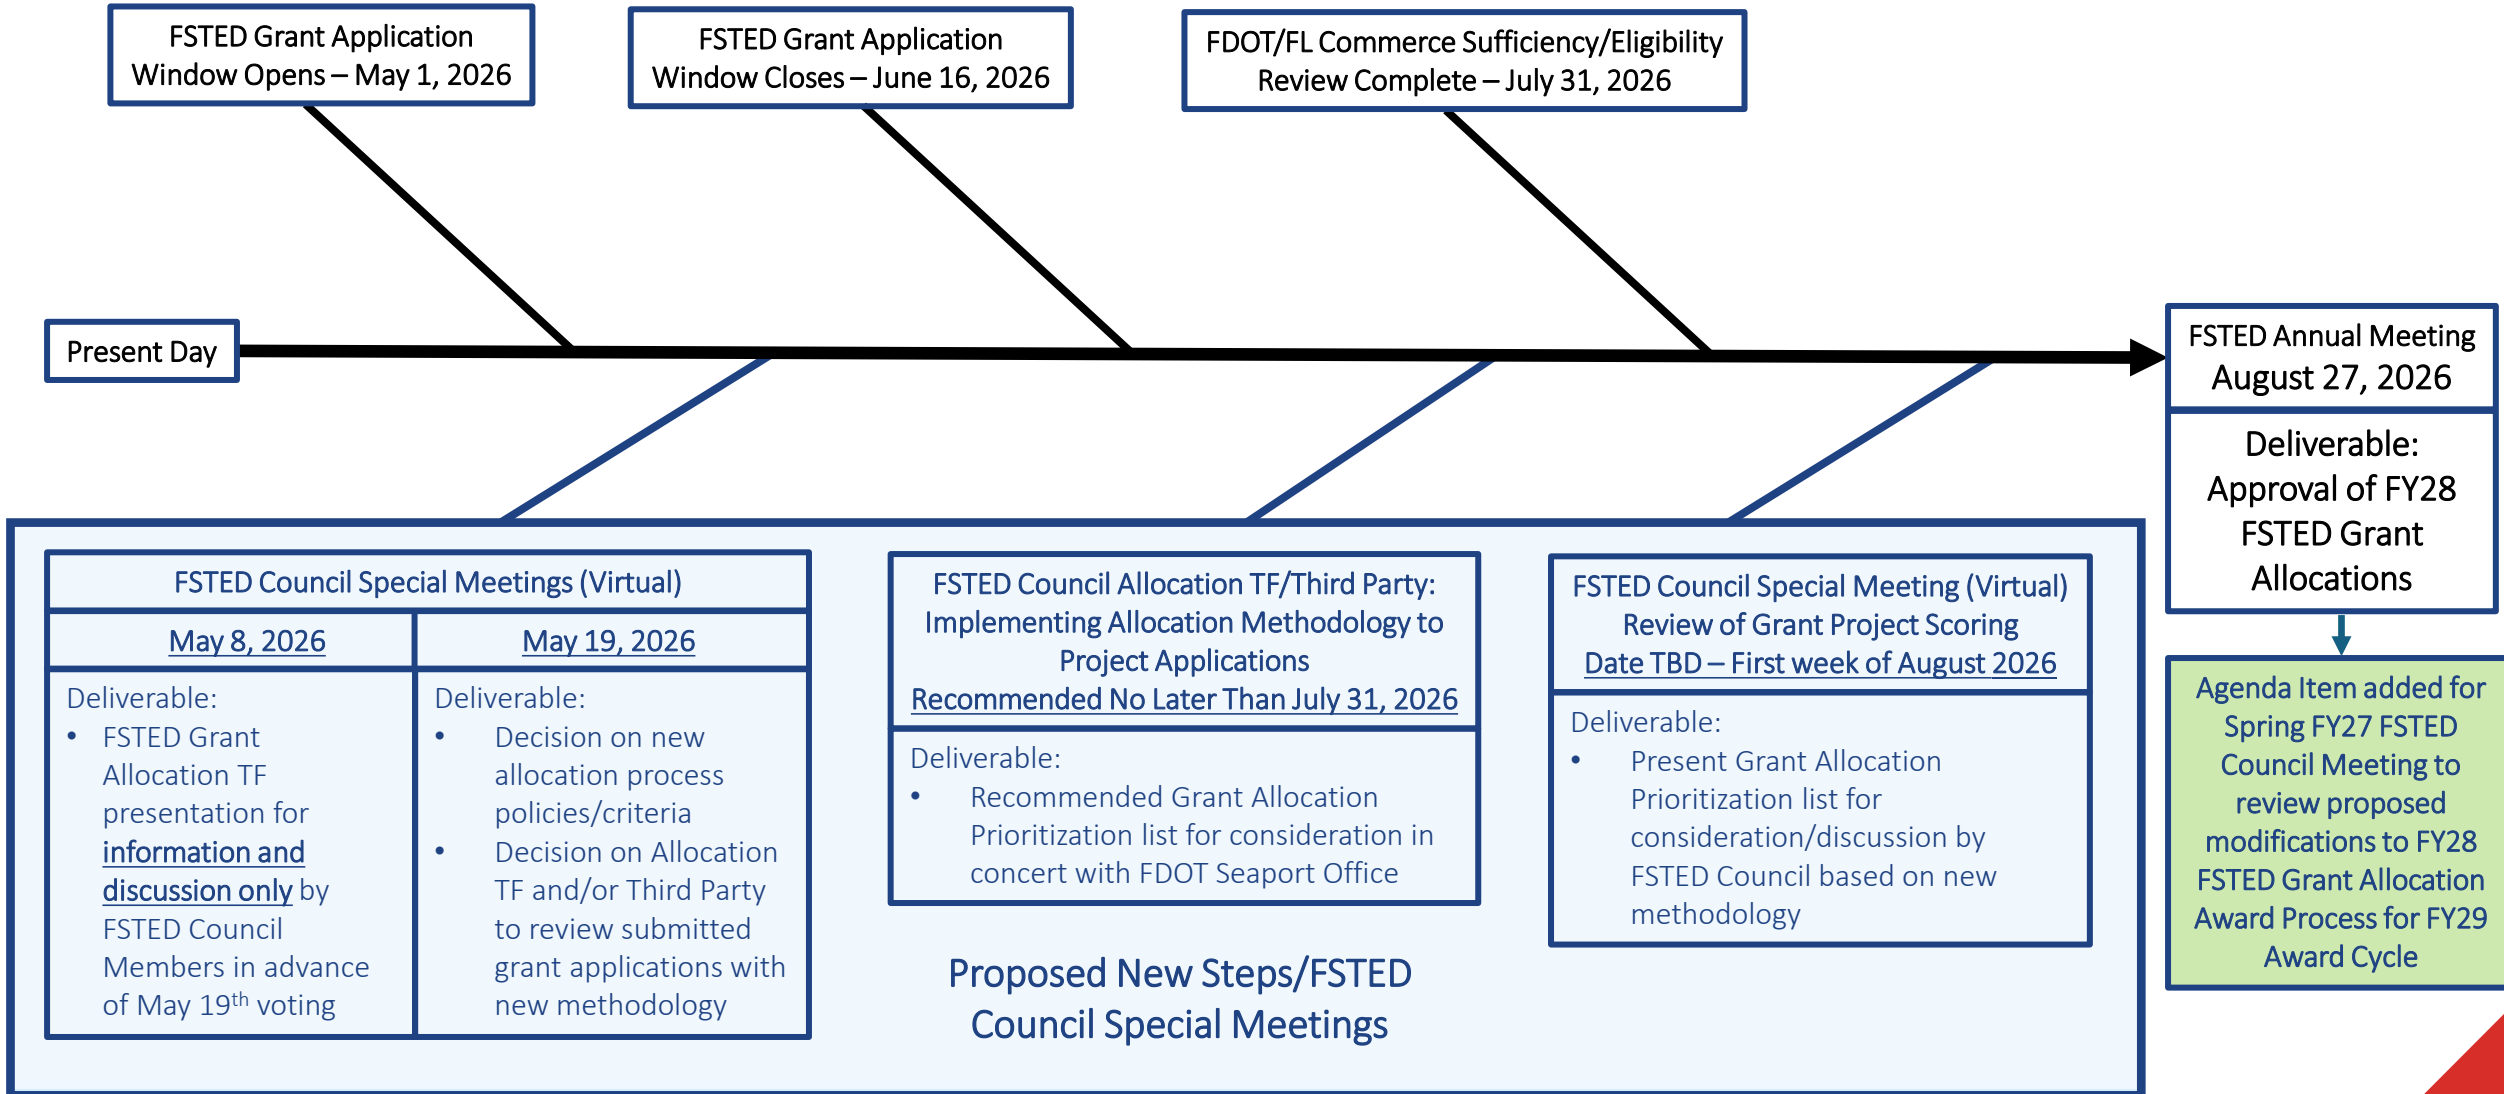 FSTED Grant Application
Window Opens – May 1, 2026
FSTED Grant Application
Window Closes – June 16, 2026
FDOT/FL Commerce Sufficiency/Eligibility
Review Complete – July 31, 2026
Present Day
FSTED Annual Meeting
August 27, 2026
Deliverable:
Approval of FY28
FSTED Grant
Allocations
FSTED Council Special Meetings (Virtual)
May 8, 2026
Deliverable:
• FSTED Grant
Allocation TF
presentation for
information and
discussion only by
FSTED Council
Members in advance
of May 19th voting
May 19, 2026
Deliverable:
• Decision on new
allocation process
policies/criteria
• Decision on Allocation
TF and/or Third Party
to review submitted
grant applications with
new methodology
FSTED Council Allocation TF/Third Party:
Implementing Allocation Methodology to
Project Applications
Recommended No Later Than July 31, 2026
Deliverable:
• Recommended Grant Allocation
Prioritization list for consideration in
concert with FDOT Seaport Office
FSTED Council Special Meeting (Virtual)
Review of Grant Project Scoring
Date TBD – First week of August 2026
Deliverable:
• Present Grant Allocation
Prioritization list for
consideration/discussion by
FSTED Council based on new
methodology
Proposed New Steps/FSTED
Council Special Meetings
Agenda Item added for
Spring FY27 FSTED
Council Meeting to
review proposed
modifications to FY28
FSTED Grant Allocation
Award Process for FY29
Award Cycle